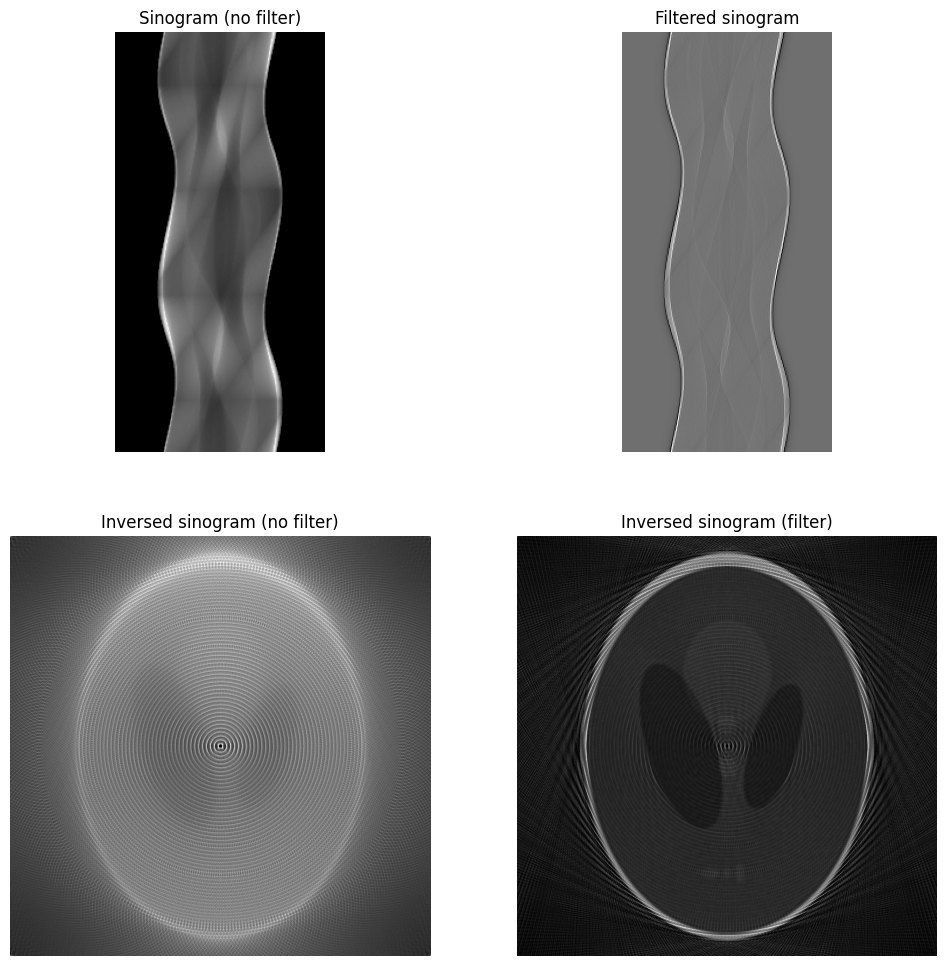 Sinogram (no filter)
Filtered sinogram
Inversed sinogram (no filter)
Inversed sinogram (filter)